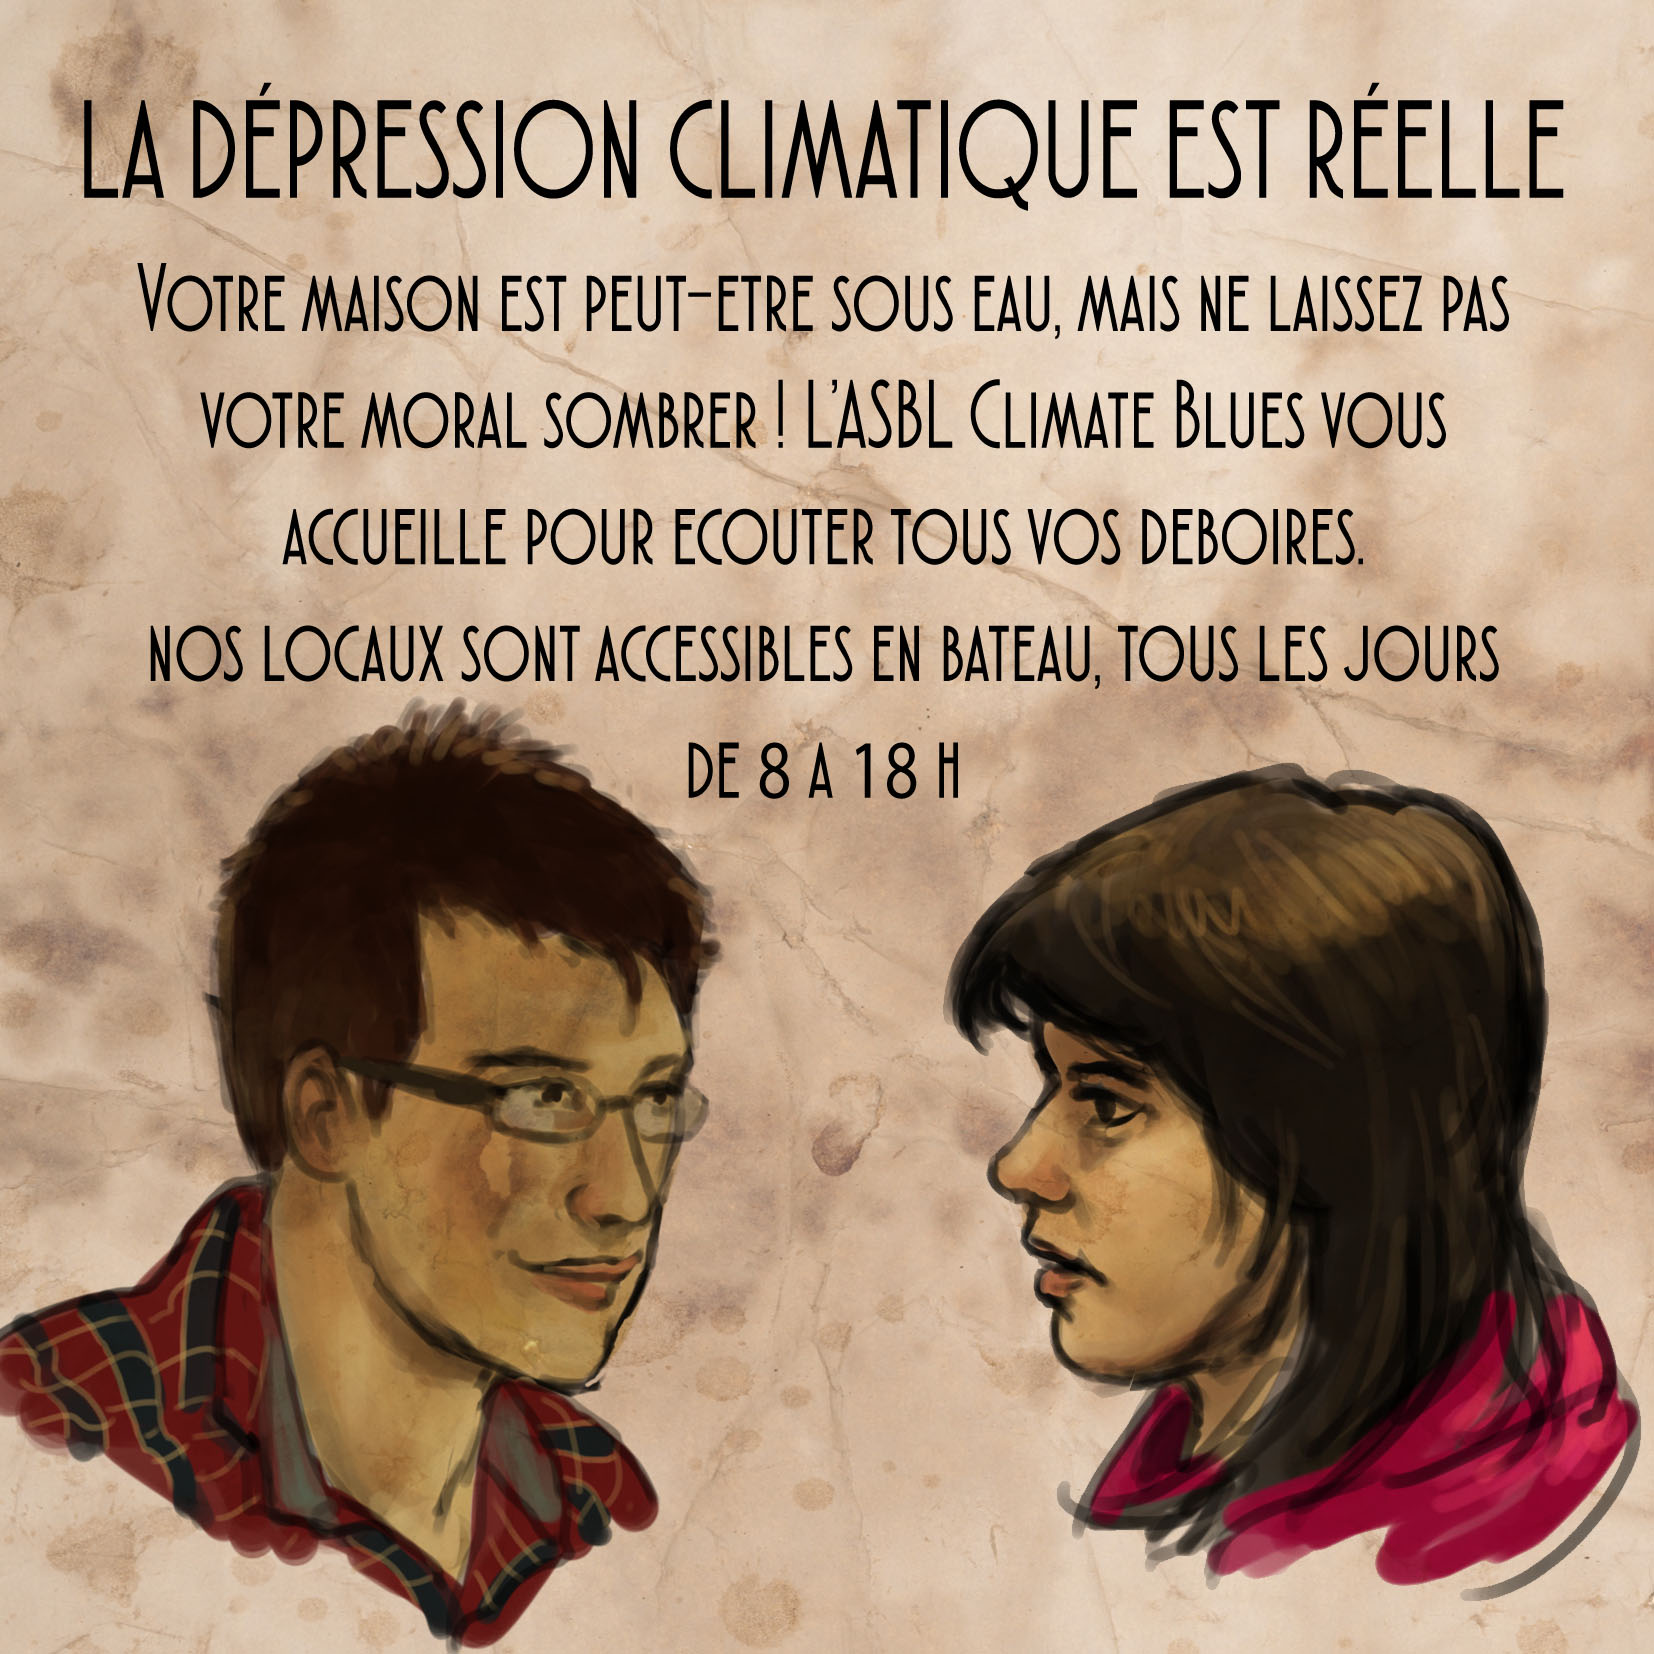 LA DÉPRESSION CLIMATIQUE EST RÉELLE
VOTRE MAISON EST PEUT-ETRE SOUS EAU, MAIS NE LAISSEZ PAS
VOTRE MORAL SOMBRER ! L'ASBL CLIMATE BLUES VOUS
ACCUEILLE POUR ECOUTER TOUS VOS DEBOIRES.
NOS LOCAUX SONT ACCESSIBLES EN BATEAU, TOUS LES JOURS
DE 8 A 18 H